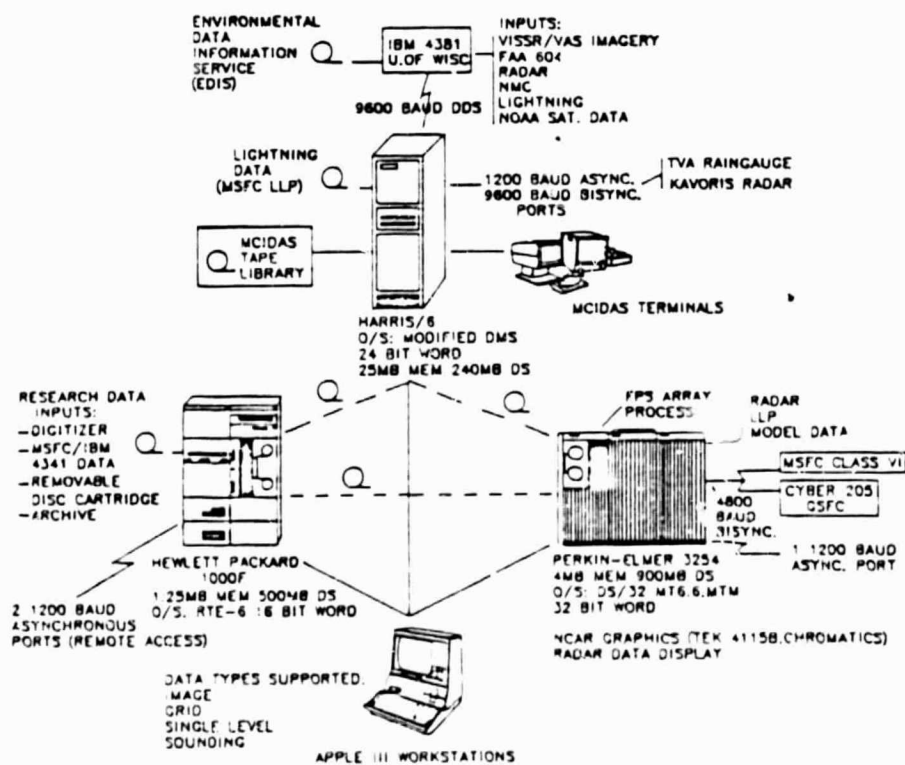 ENVIRONMENTAL
DATA
INFORMATION
SERVICE
(EDIS)
IBM 4381
U.OF WISC
INPUTS:
VISSR/VAS IMAGERY
FAA 604
RADAR
NMC
LIGHTNING
NOAA SAT. DATA
9600 BAUD DDS
LIGHTNING
DATA
(MSFC LLP)
1200 BAUD ASYNC.
9600 BAUD BISYNC.
PORTS
TVA RAINGAUGE
KAVORIS RADAR
MCIDAS
TAPE
LIBRARY
MCIDAS TERMINALS
HARRIS/6
O/S: MODIFIED DMS
24 BIT WORD
25MB MEM 240MB DS
RESEARCH DATA
INPUTS:
-DIGITIZER
-MSFC/IBM
4341 DATA
-REMOVABLE
DISC CARTRIDGE
-ARCHIVE
FPS ARRAY
PROCESS
RADAR
LLP
MODEL DATA
MSFC CLASS VI
CYBER 205
GSFC
4800
BAUD
BISYNC.
1 1200 BAUD
ASYNC. PORT
HEWLETT PACKARD
1000F
1.25MB MEM 500MB DS
O/S. RTE-6 16 BIT WORD
2 1200 BAUD
ASYNCHRONOUS
PORTS (REMOTE ACCESS)
PERKIN-ELMER 3254
4MB MEM 900MB DS
O/S: OS/32 MT6.6,MTM
32 BIT WORD
NCAR GRAPHICS (TEK 4115B,CHROMATICS)
RADAR DATA DISPLAY
DATA TYPES SUPPORTED.
IMAGE
GRID
SINGLE LEVEL
SOUNDING
APPLE III WORKSTATIONS